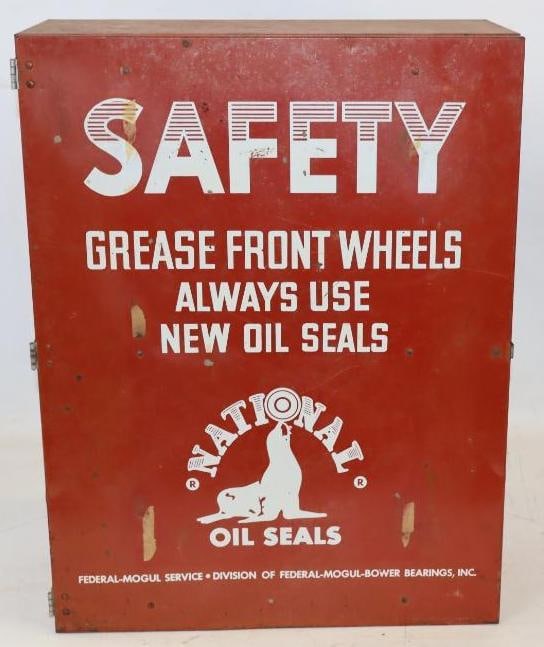 SAFETY
GREASE FRONT WHEELS
ALWAYS USE
NEW OIL SEALS
NATIONAL
® ®
OIL SEALS
FEDERAL-MOGUL SERVICE • DIVISION OF FEDERAL-MOGUL-BOWER BEARINGS, INC.